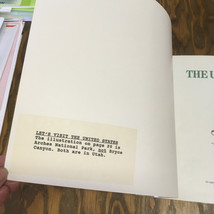 LET'S VISIT THE UNITED STATES
The illustration on page 20 is
Arches National Park, not Bryce
Canyon. Both are in Utah.
THE U